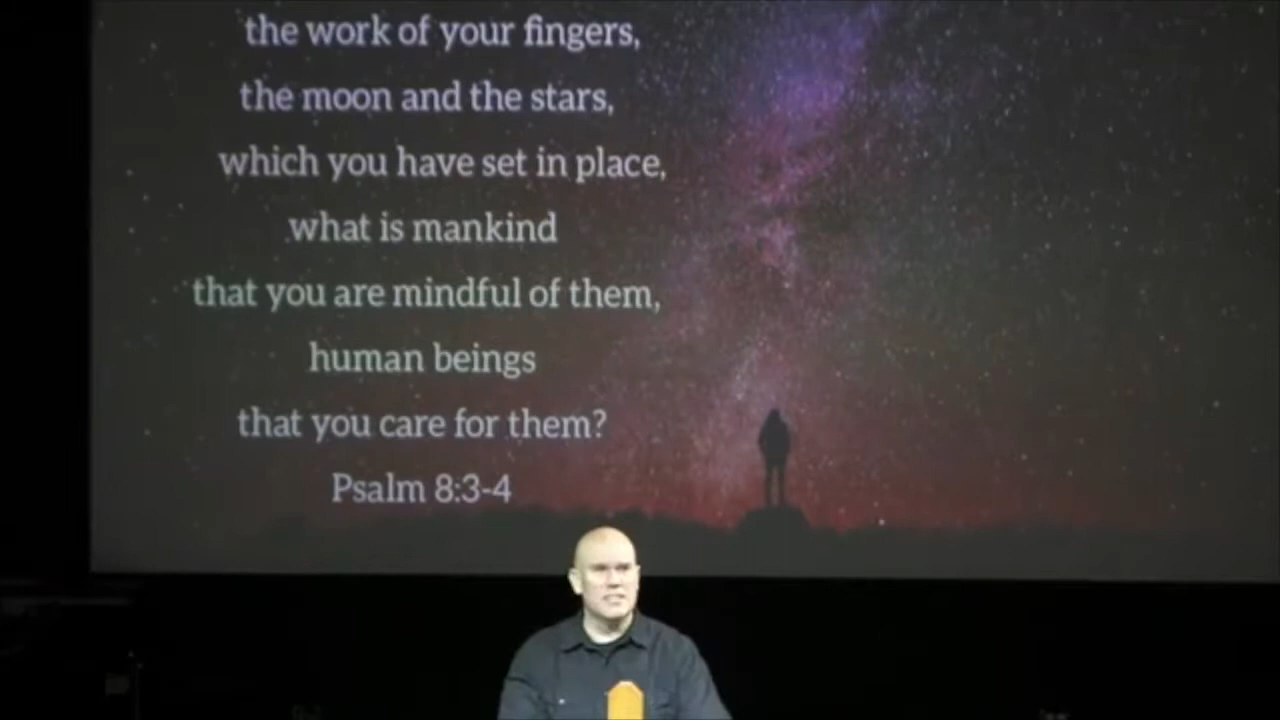 the work of your fingers,
the moon and the stars,
which you have set in place,
what is mankind
that you are mindful of them,
human beings
that you care for them?
Psalm 8:3-4